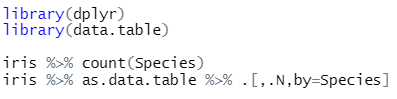 library(dplyr)
library(data.table)
iris %>% count(Species)
iris %>% as.data.table %>% .[,.N,by=Species]